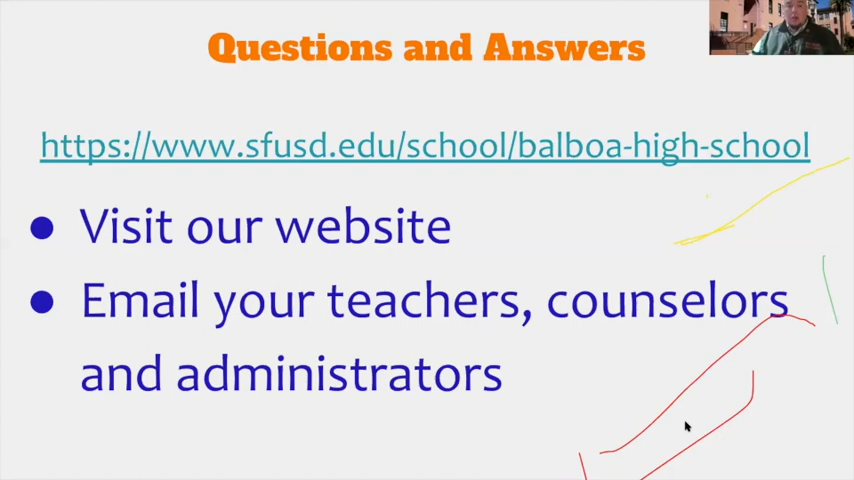 Questions and Answers
https://www.sfusd.edu/school/balboa-high-school
● Visit our website
● Email your teachers, counselors
and administrators